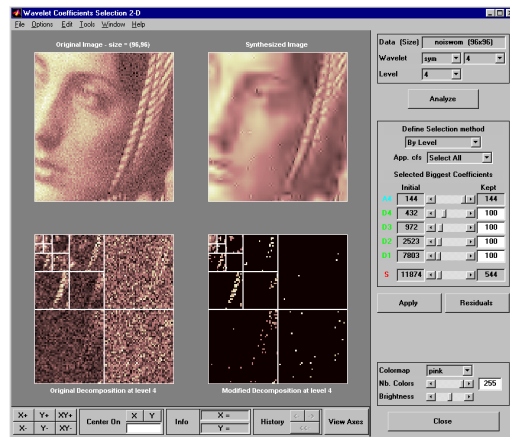 Wavelet Coefficients Selection 2-D
File Options Edit Tools Window Help
Original Image - size = (96,96)
Synthesized Image
Original Decomposition at level 4
Modified Decomposition at level 4
Data (Size) noiswom (96x96)
Wavelet sym 4
Level 4
Analyze
Define Selection method
By Level
App. cfs Select All
Selected Biggest Coefficients
Initial Kept
A4 144 144
D4 432 100
D3 972 100
D2 2523 100
D1 7803 100
S 11874 544
Apply Residuals
Colormap pink
Nb. Colors 255
Brightness
Close
X+ Y+ XY+
X- Y- XY-
Center On X Y
Info X =
Y =
History <- ->
<<-
View Axes